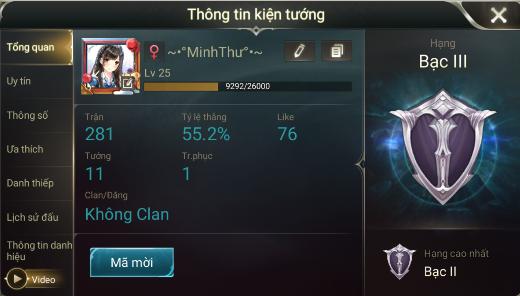 Thông tin kiện tướng
Tổng quan
Uy tín
Thông số
Ưa thích
Danh thiếp
Lịch sử đấu
Thông tin danh hiệu
Video
~•°MinhThư°•~
Lv 25
9292/26000
Trận
Tỷ lệ thắng
Like
281
55.2%
76
Tướng
Tr.phục
11
1
Clan/Đảng
Không Clan
Mã mời
Hạng
Bạc III
Hạng cao nhất
Bạc II